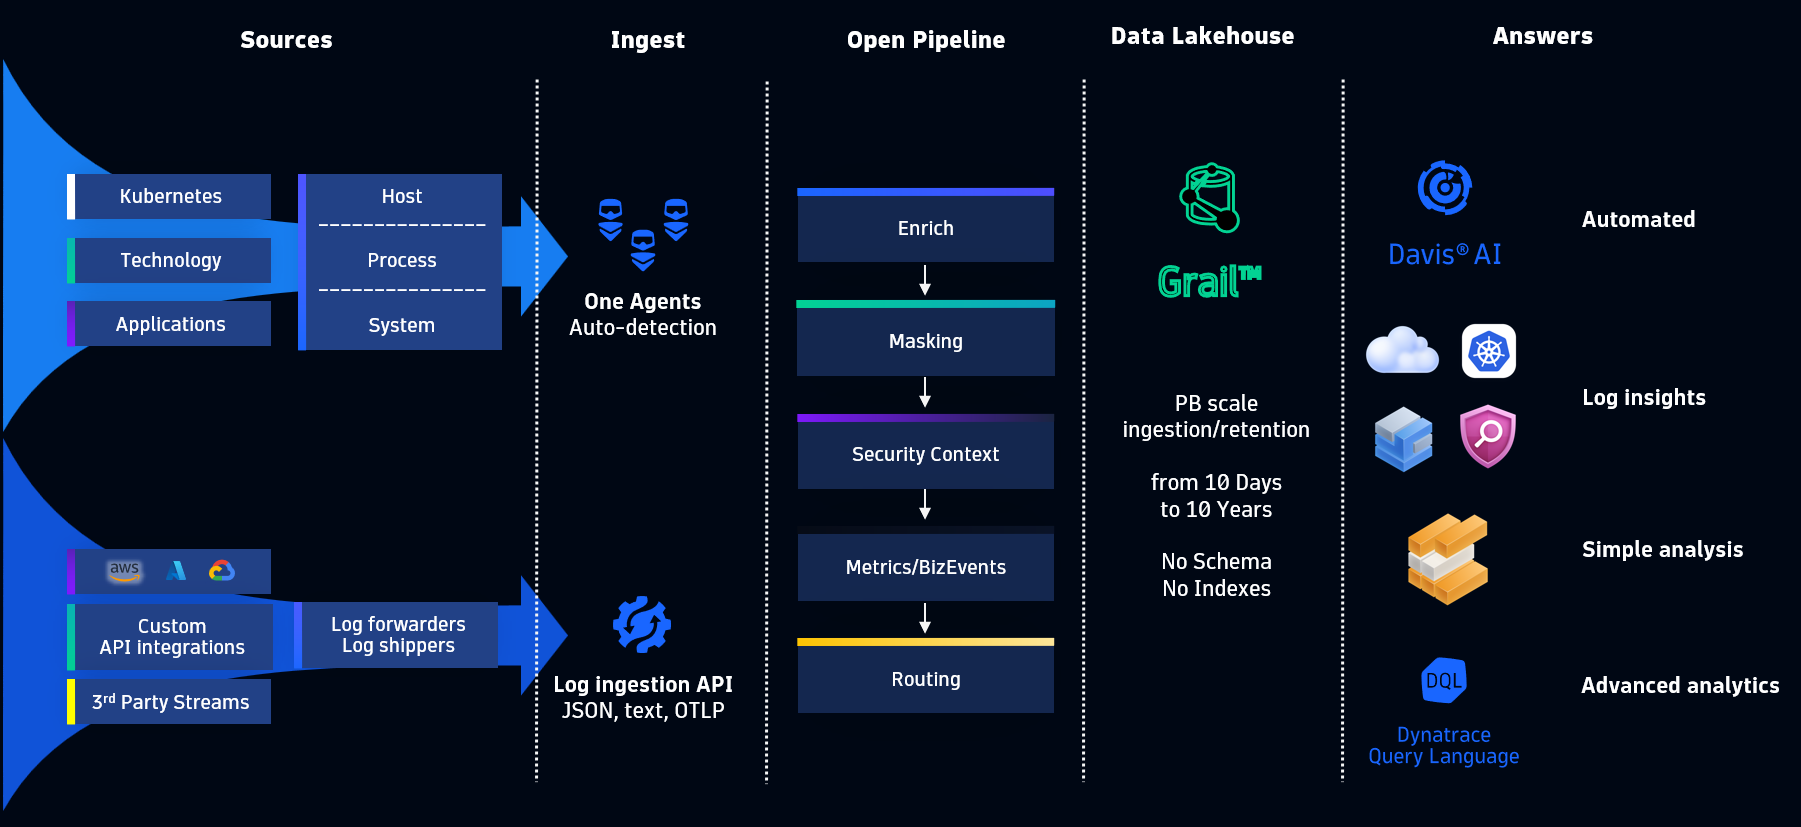 Sources
Ingest
Open Pipeline
Data Lakehouse
Answers
Kubernetes
Technology
Applications
Host
Process
System
One Agents
Auto-detection
aws
Custom
API integrations
3rd Party Streams
Log forwarders
Log shippers
Log ingestion API
JSON, text, OTLP
Enrich
Masking
Security Context
Metrics/BizEvents
Routing
Grail™
PB scale
ingestion/retention
from 10 Days
to 10 Years
No Schema
No Indexes
Davis® AI
Automated
Log insights
Simple analysis
DQL
Dynatrace
Query Language
Advanced analytics